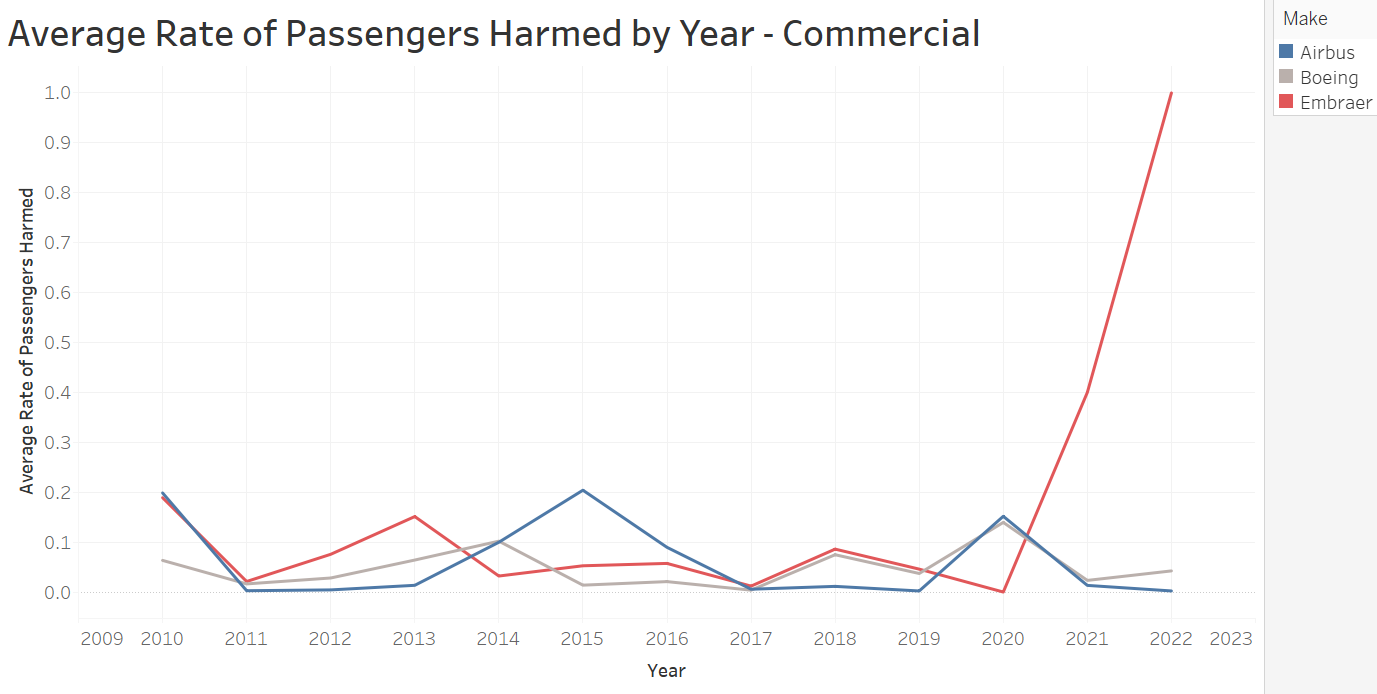 Average Rate of Passengers Harmed by Year - Commercial
Make
Airbus
Boeing
Embraer
Average Rate of Passengers Harmed
1.0
0.9
0.8
0.7
0.6
0.5
0.4
0.3
0.2
0.1
0.0
2009 2010 2011 2012 2013 2014 2015 2016 2017 2018 2019 2020 2021 2022 2023
Year